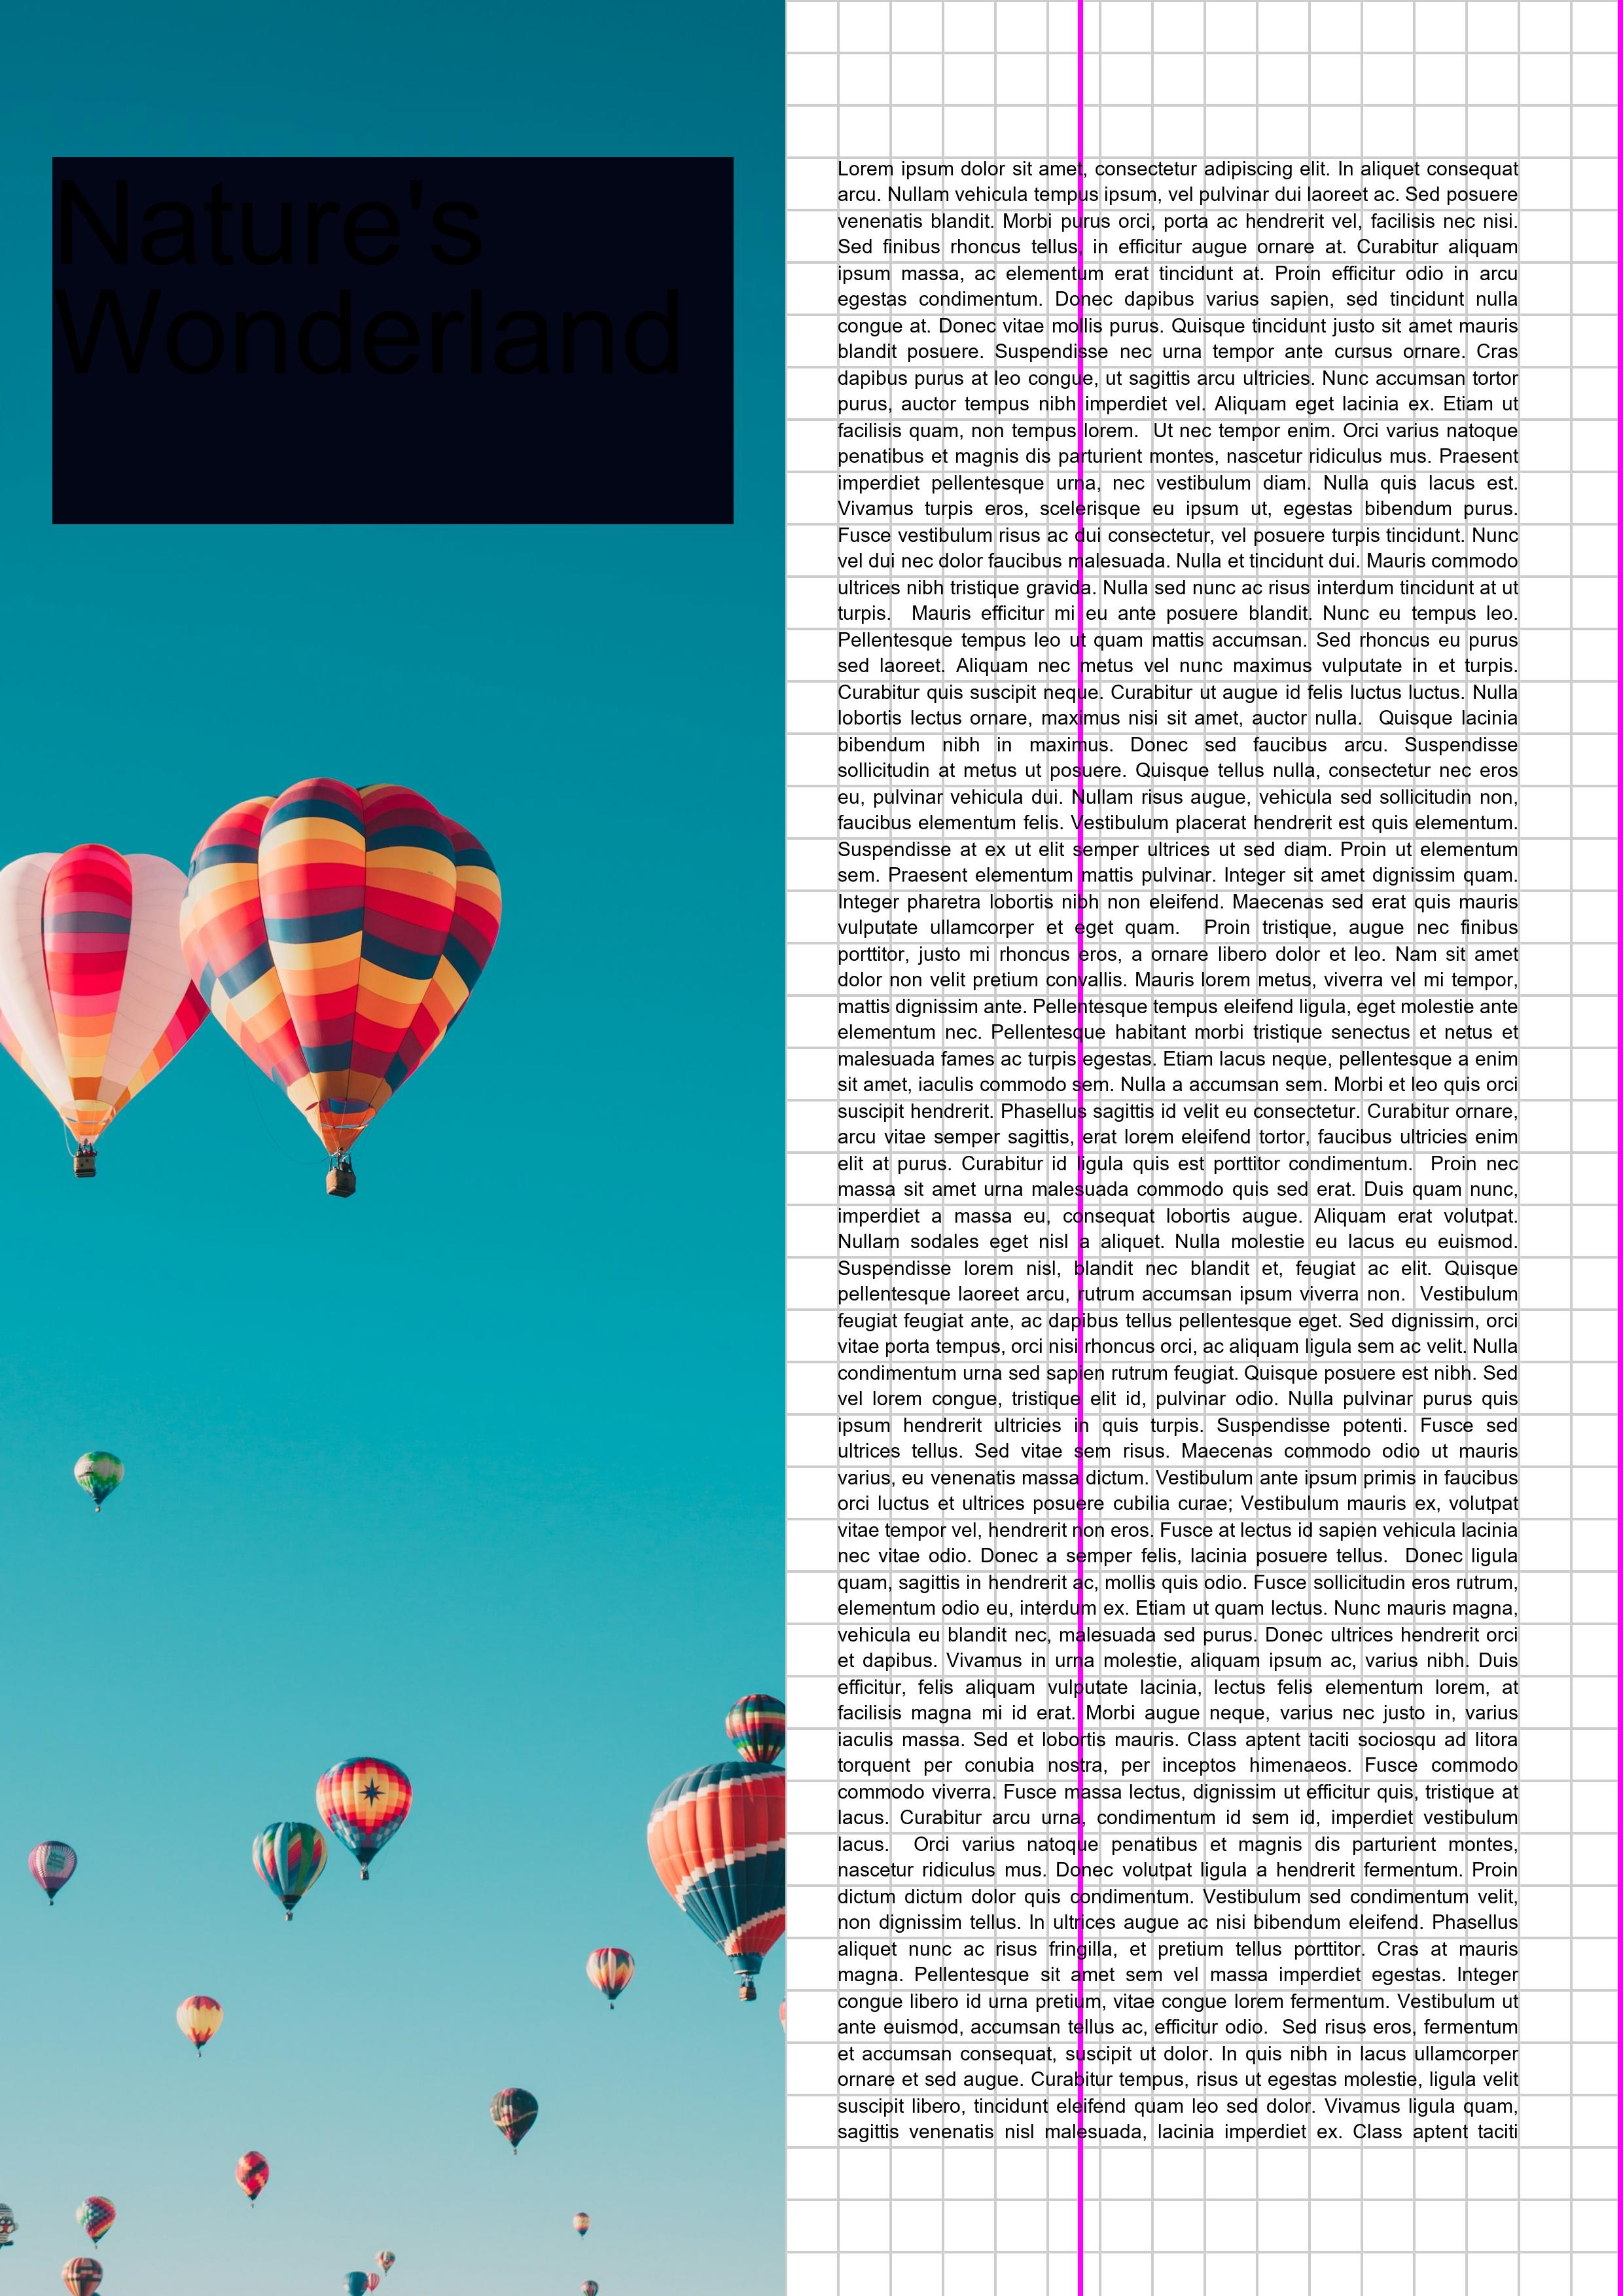 Nature's
Wonderland
Lorem ipsum dolor sit amet, consectetur adipiscing elit. In aliquet consequat
arcu. Nullam vehicula tempus ipsum, vel pulvinar dui laoreet ac. Sed posuere
venenatis blandit. Morbi purus orci, porta ac hendrerit vel, facilisis nec nisi.
Sed finibus rhoncus tellus, in efficitur augue ornare at. Curabitur aliquam
ipsum massa, ac elementum erat tincidunt at. Proin efficitur odio in arcu
egestas condimentum. Donec dapibus varius sapien, sed tincidunt nulla
congue at. Donec vitae mollis purus. Quisque tincidunt justo sit amet mauris
blandit posuere. Suspendisse nec urna tempor ante cursus ornare. Cras
dapibus purus at leo congue, ut sagittis arcu ultricies. Nunc accumsan tortor
purus, auctor tempus nibh imperdiet vel. Aliquam eget lacinia ex. Etiam ut
facilisis quam, non tempus lorem.  Ut nec tempor enim. Orci varius natoque
penatibus et magnis dis parturient montes, nascetur ridiculus mus. Praesent
imperdiet pellentesque urna, nec vestibulum diam. Nulla quis lacus est.
Vivamus turpis eros, scelerisque eu ipsum ut, egestas bibendum purus.
Fusce vestibulum risus ac dui consectetur, vel posuere turpis tincidunt. Nunc
vel dui nec dolor faucibus malesuada. Nulla et tincidunt dui. Mauris commodo
ultrices nibh tristique gravida. Nulla sed nunc ac risus interdum tincidunt at ut
turpis.  Mauris efficitur mi eu ante posuere blandit. Nunc eu tempus leo.
Pellentesque tempus leo ut quam mattis accumsan. Sed rhoncus eu purus
sed laoreet. Aliquam nec metus vel nunc maximus vulputate in et turpis.
Curabitur quis suscipit neque. Curabitur ut augue id felis luctus luctus. Nulla
lobortis lectus ornare, maximus nisi sit amet, auctor nulla.  Quisque lacinia
bibendum nibh in maximus. Donec sed faucibus arcu. Suspendisse
sollicitudin at metus ut posuere. Quisque tellus nulla, consectetur nec eros
eu, pulvinar vehicula dui. Nullam risus augue, vehicula sed sollicitudin non,
faucibus elementum felis. Vestibulum placerat hendrerit est quis elementum.
Suspendisse at ex ut elit semper ultrices ut sed diam. Proin ut elementum
sem. Praesent elementum mattis pulvinar. Integer sit amet dignissim quam.
Integer pharetra lobortis nibh non eleifend. Maecenas sed erat quis mauris
vulputate ullamcorper et eget quam.  Proin tristique, augue nec finibus
porttitor, justo mi rhoncus eros, a ornare libero dolor et leo. Nam sit amet
dolor non velit pretium convallis. Mauris lorem metus, viverra vel mi tempor,
mattis dignissim ante. Pellentesque tempus eleifend ligula, eget molestie ante
elementum nec. Pellentesque habitant morbi tristique senectus et netus et
malesuada fames ac turpis egestas. Etiam lacus neque, pellentesque a enim
sit amet, iaculis commodo sem. Nulla a accumsan sem. Morbi et leo quis orci
suscipit hendrerit. Phasellus sagittis id velit eu consectetur. Curabitur ornare,
arcu vitae semper sagittis, erat lorem eleifend tortor, faucibus ultricies enim
elit at purus. Curabitur id ligula quis est porttitor condimentum.  Proin nec
massa sit amet urna malesuada commodo quis sed erat. Duis quam nunc,
imperdiet a massa eu, consequat lobortis augue. Aliquam erat volutpat.
Nullam sodales eget nisl a aliquet. Nulla molestie eu lacus eu euismod.
Suspendisse lorem nisl, blandit nec blandit et, feugiat ac elit. Quisque
pellentesque laoreet arcu, rutrum accumsan ipsum viverra non.  Vestibulum
feugiat feugiat ante, ac dapibus tellus pellentesque eget. Sed dignissim, orci
vitae porta tempus, orci nisi rhoncus orci, ac aliquam ligula sem ac velit. Nulla
condimentum urna sed sapien rutrum feugiat. Quisque posuere est nibh. Sed
vel lorem congue, tristique elit id, pulvinar odio. Nulla pulvinar purus quis
ipsum hendrerit ultricies in quis turpis. Suspendisse potenti. Fusce sed
ultrices tellus. Sed vitae sem risus. Maecenas commodo odio ut mauris
varius, eu venenatis massa dictum. Vestibulum ante ipsum primis in faucibus
orci luctus et ultrices posuere cubilia curae; Vestibulum mauris ex, volutpat
vitae tempor vel, hendrerit non eros. Fusce at lectus id sapien vehicula lacinia
nec vitae odio. Donec a semper felis, lacinia posuere tellus.  Donec ligula
quam, sagittis in hendrerit ac, mollis quis odio. Fusce sollicitudin eros rutrum,
elementum odio eu, interdum ex. Etiam ut quam lectus. Nunc mauris magna,
vehicula eu blandit nec, malesuada sed purus. Donec ultrices hendrerit orci
et dapibus. Vivamus in urna molestie, aliquam ipsum ac, varius nibh. Duis
efficitur, felis aliquam vulputate lacinia, lectus felis elementum lorem, at
facilisis magna mi id erat. Morbi augue neque, varius nec justo in, varius
iaculis massa. Sed et lobortis mauris. Class aptent taciti sociosqu ad litora
torquent per conubia nostra, per inceptos himenaeos. Fusce commodo
commodo viverra. Fusce massa lectus, dignissim ut efficitur quis, tristique at
lacus. Curabitur arcu urna, condimentum id sem id, imperdiet vestibulum
lacus.  Orci varius natoque penatibus et magnis dis parturient montes,
nascetur ridiculus mus. Donec volutpat ligula a hendrerit fermentum. Proin
dictum dictum dolor quis condimentum. Vestibulum sed condimentum velit,
non dignissim tellus. In ultrices augue ac nisi bibendum eleifend. Phasellus
aliquet nunc ac risus fringilla, et pretium tellus porttitor. Cras at mauris
magna. Pellentesque sit amet sem vel massa imperdiet egestas. Integer
congue libero id urna pretium, vitae congue lorem fermentum. Vestibulum ut
ante euismod, accumsan tellus ac, efficitur odio.  Sed risus eros, fermentum
et accumsan consequat, suscipit ut dolor. In quis nibh in lacus ullamcorper
ornare et sed augue. Curabitur tempus, risus ut egestas molestie, ligula velit
suscipit libero, tincidunt eleifend quam leo sed dolor. Vivamus ligula quam,
sagittis venenatis nisl malesuada, lacinia imperdiet ex. Class aptent taciti